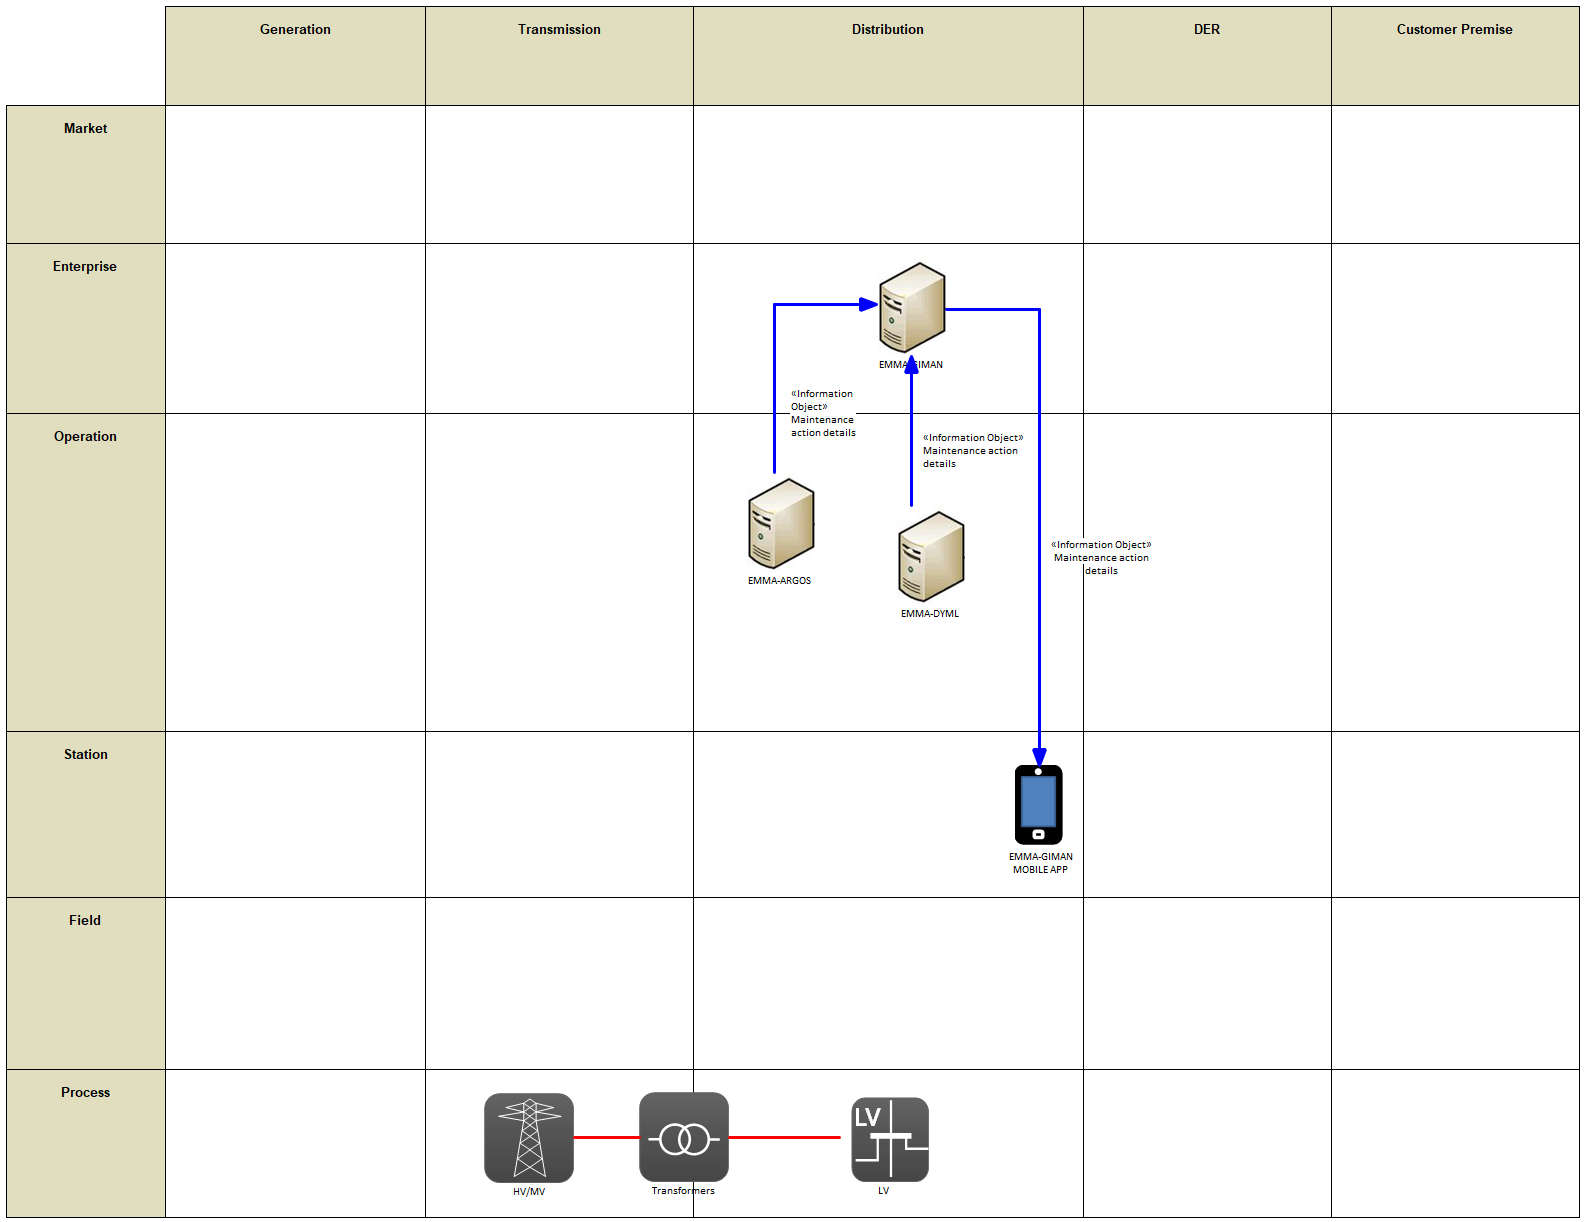 Generation
Transmission
Distribution
DER
Customer Premise
Market
Enterprise
EMMA-GIMAN
«Information
Object»
Maintenance
action details
Operation
«Information Object»
Maintenance action
details
«Information Object»
Maintenance action
details
EMMA-ARGOS
EMMA-DYML
Station
EMMA-GIMAN
MOBILE APP
Field
Process
LV
HV/MV
Transformers
LV